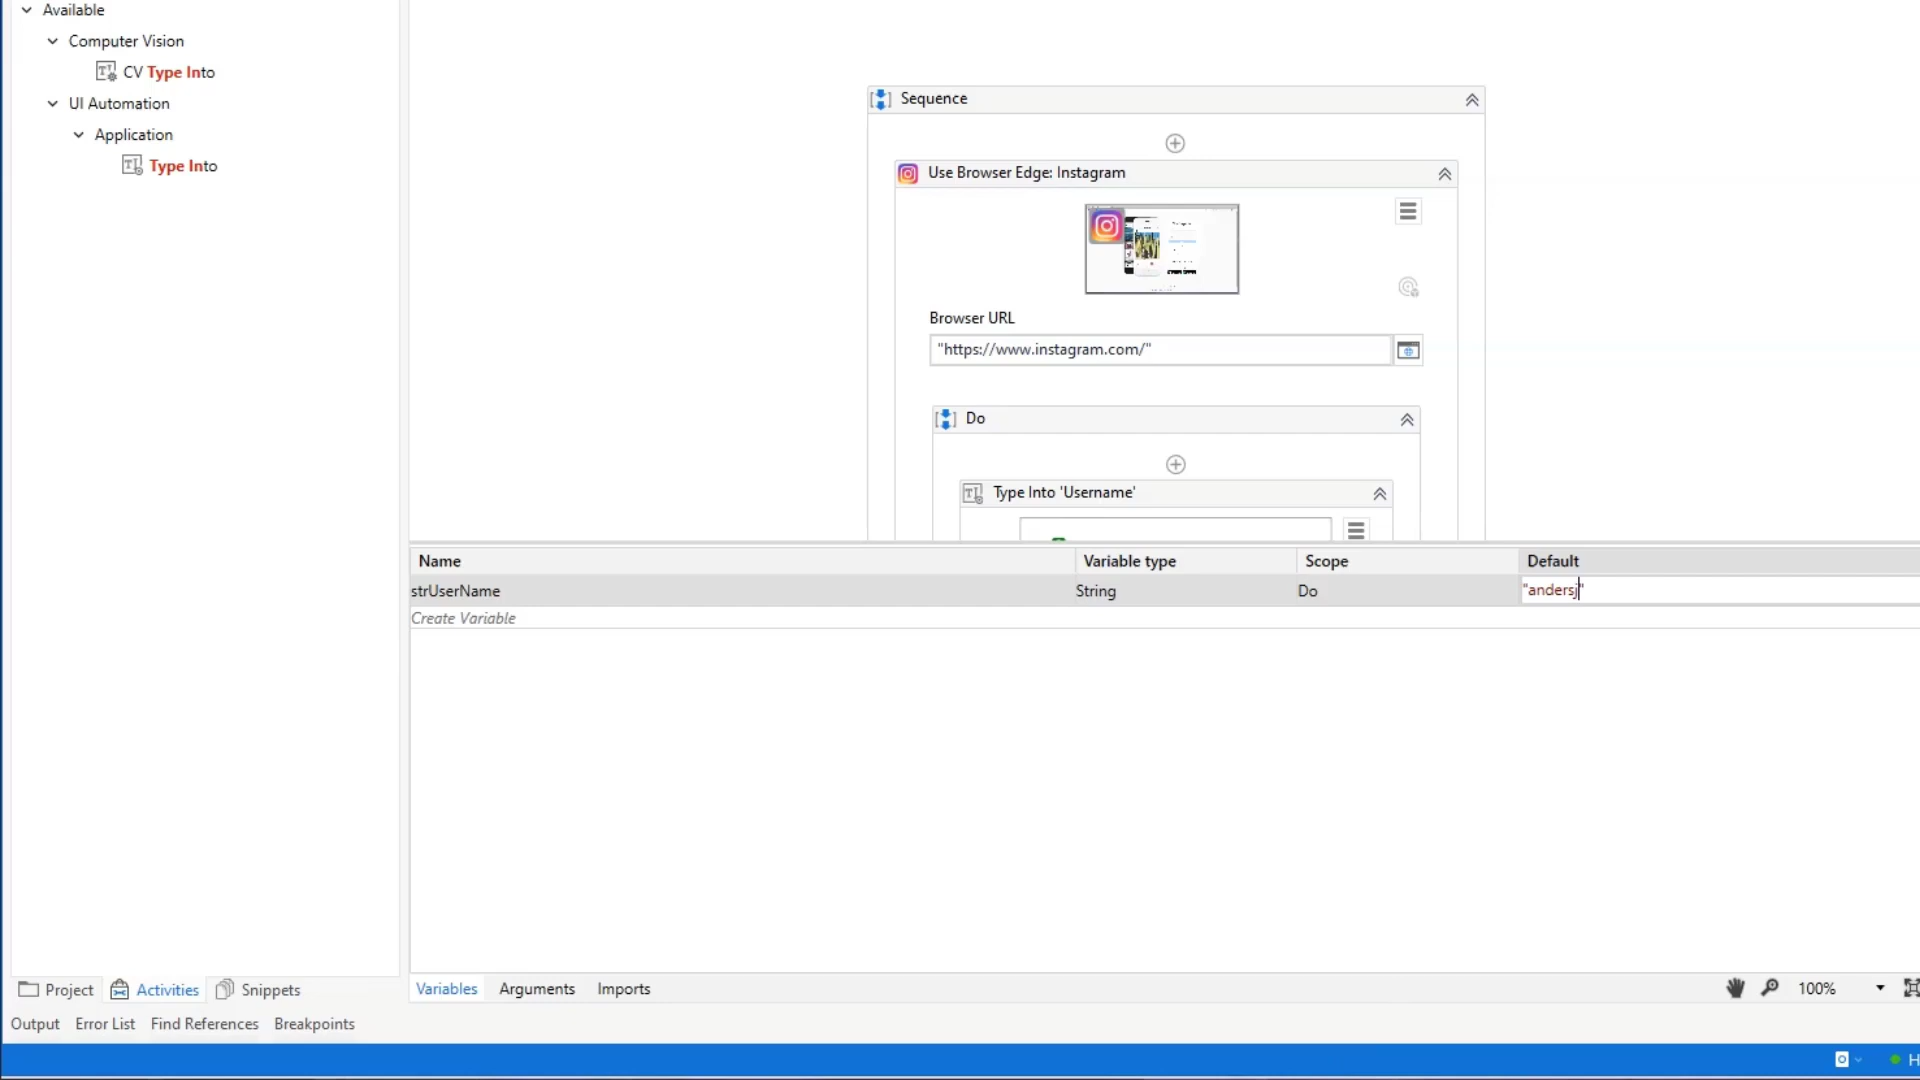 Available
Computer Vision
CV Type Into
UI Automation
Application
Type Into
Sequence
Use Browser Edge: Instagram
Browser URL
"https://www.instagram.com/"
Do
Type Into 'Username'
Name Variable type Scope Default
strUserName String Do "andersj"
Create Variable
Project Activities Snippets
Variables Arguments Imports 100%
Output Error List Find References Breakpoints
H